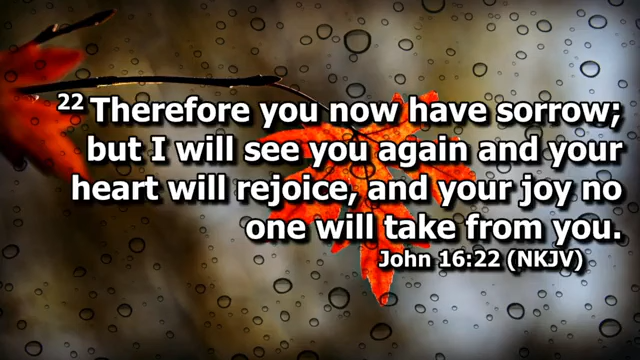 22 Therefore you now have sorrow;
but I will see you again and your
heart will rejoice, and your joy no
one will take from you.
John 16:22 (NKJV)